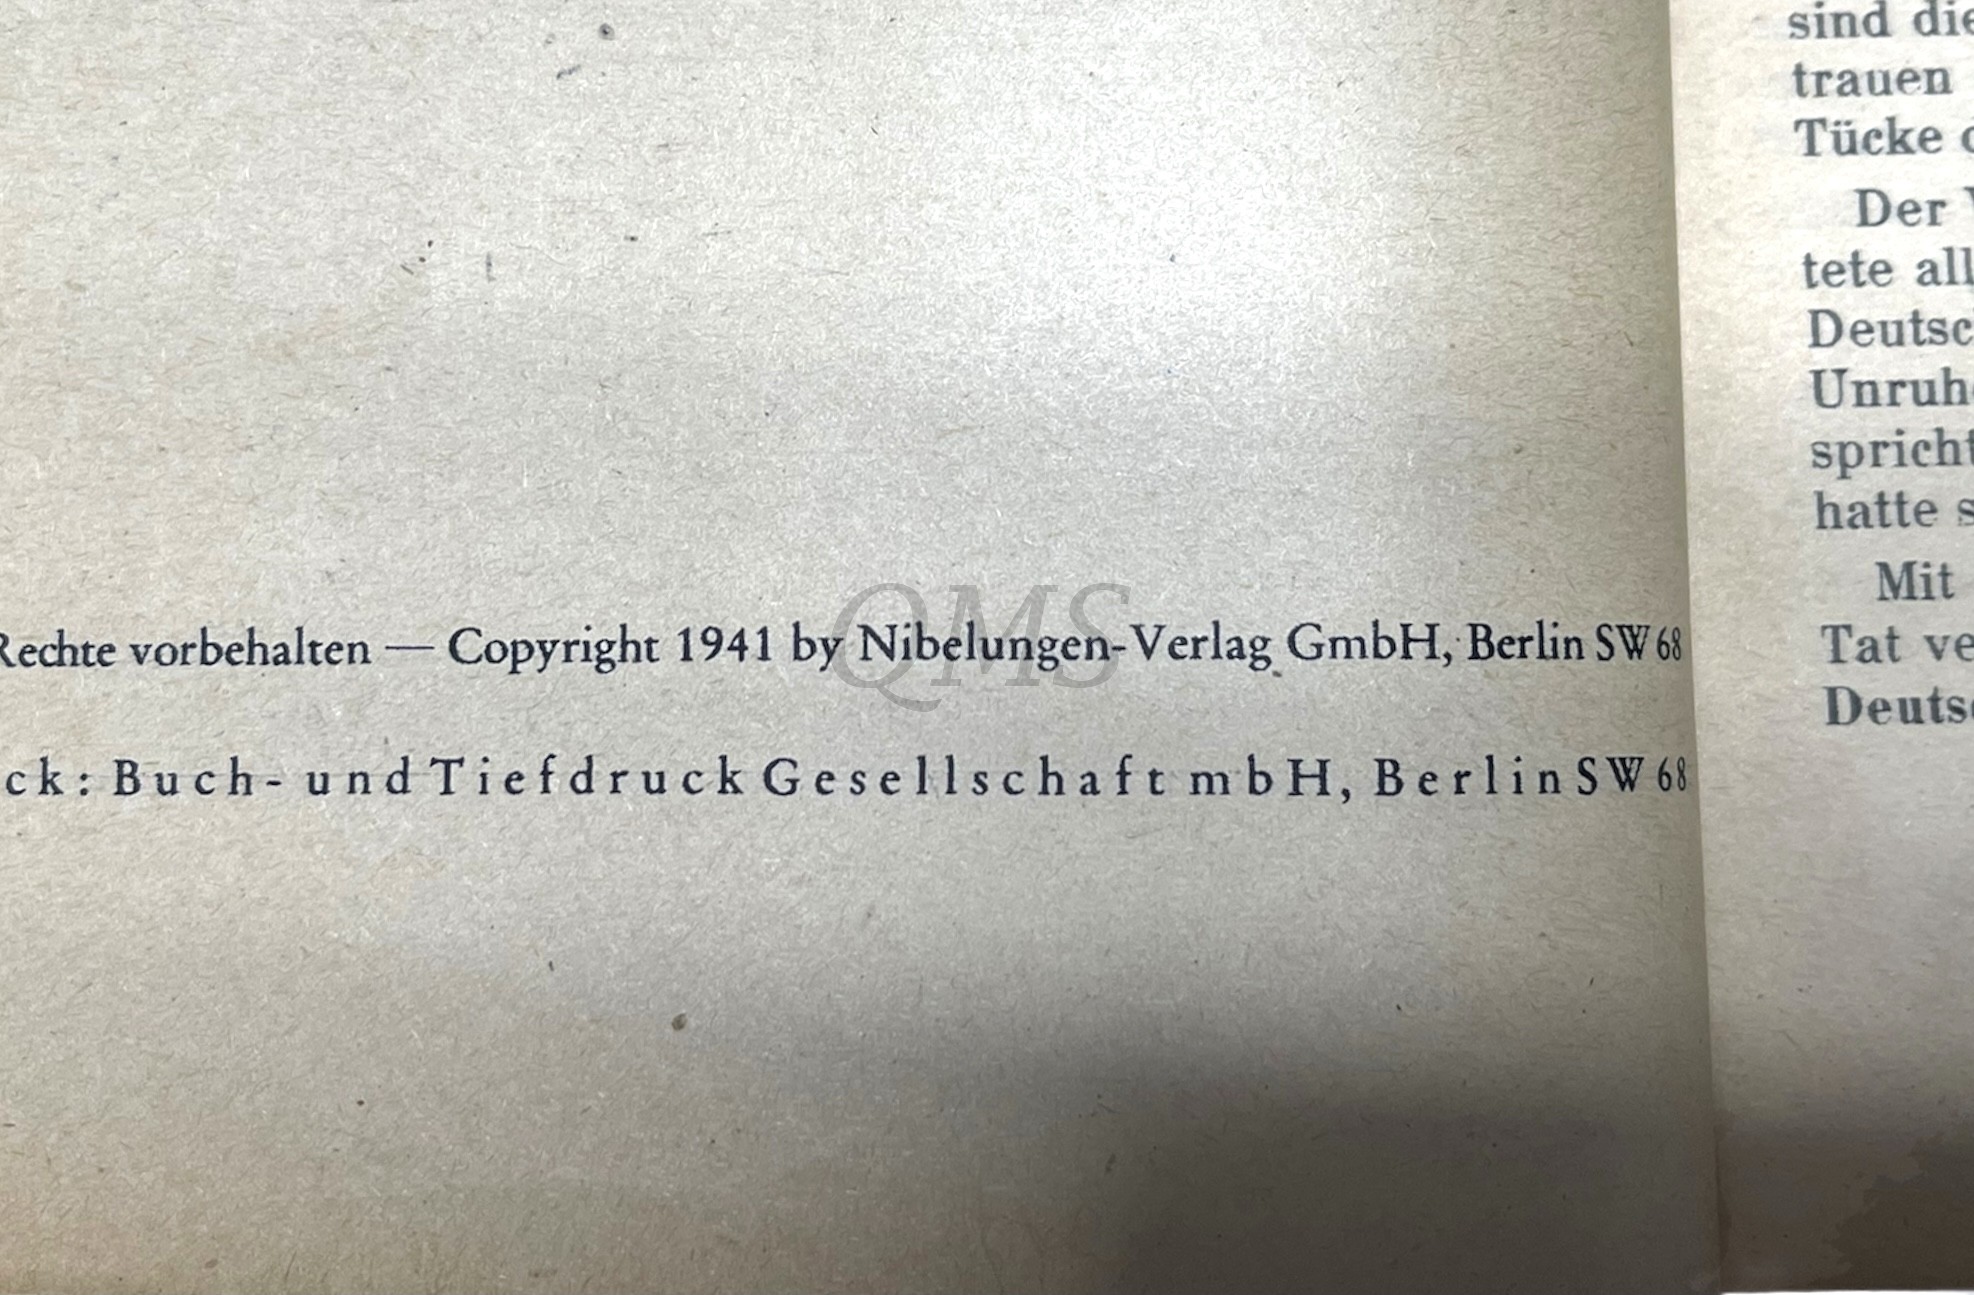 Rechte vorbehalten — Copyright 1941 by Nibelungen-Verlag GmbH, Berlin SW 68
ck: Buch- und Tiefdruck Gesellschaft mbH, Berlin SW 68
QMS
sind die
trauen
Tücke
Der
tete all
Deutsc
Unruh
spricht
hatte s
Mit
Tat ve
Deuts